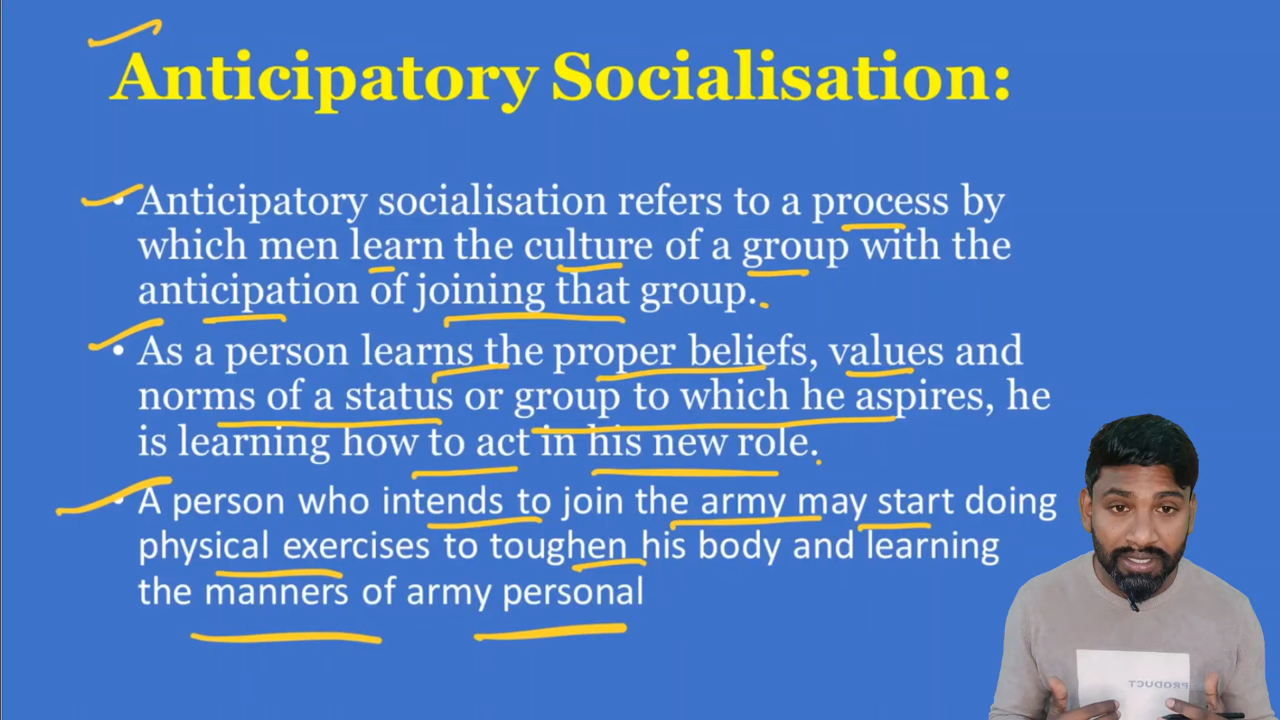 Anticipatory Socialisation:
• Anticipatory socialisation refers to a process by
which men learn the culture of a group with the
anticipation of joining that group..
• As a person learns the proper beliefs, values and
norms of a status or group to which he aspires, he
is learning how to act in his new role.
• A person who intends to join the army may start doing
physical exercises to toughen his body and learning
the manners of army personal
PRODUCT